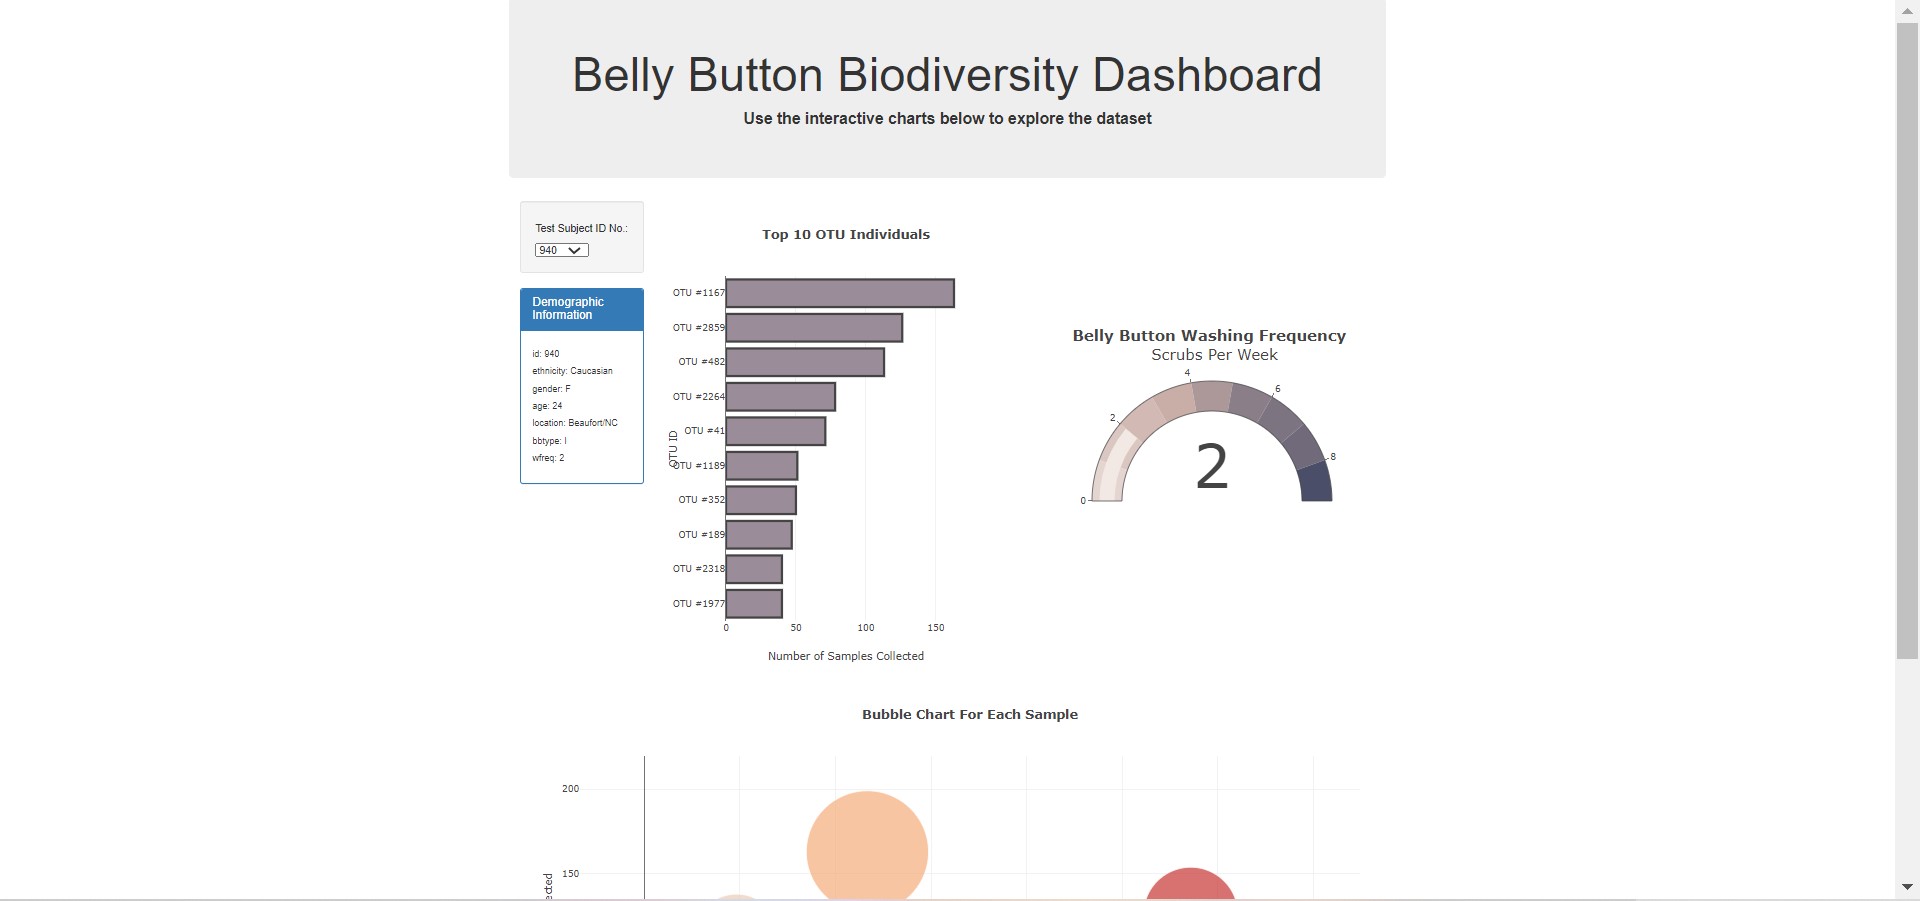 Belly Button Biodiversity Dashboard
Use the interactive charts below to explore the dataset
Test Subject ID No.:
940
Demographic
Information
id: 940
ethnicity: Caucasian
gender: F
age: 24
location: Beaufort/NC
bbtype: I
wfreq: 2
Top 10 OTU Individuals
OTU ID
OTU #1167
OTU #2859
OTU #482
OTU #2264
OTU #41
OTU #1189
OTU #352
OTU #189
OTU #2318
OTU #1977
0 50 100 150
Number of Samples Collected
Belly Button Washing Frequency
Scrubs Per Week
0
2
4
6
8
2
Bubble Chart For Each Sample
200
150